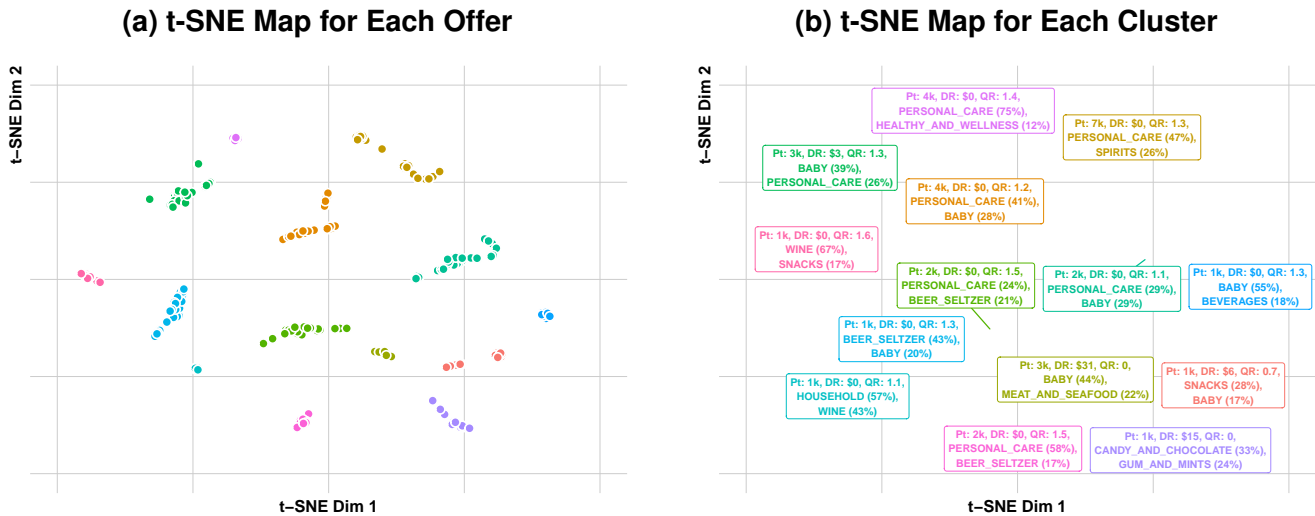 (a) t-SNE Map for Each Offer
t−SNE Dim 2
t−SNE Dim 1
(b) t-SNE Map for Each Cluster
t−SNE Dim 2
Pt: 4k, DR: $0, QR: 1.4,
PERSONAL_CARE (75%),
HEALTHY_AND_WELLNESS (12%)
Pt: 7k, DR: $0, QR: 1.3,
PERSONAL_CARE (47%),
SPIRITS (26%)
Pt: 3k, DR: $3, QR: 1.3,
BABY (39%),
PERSONAL_CARE (26%)
Pt: 4k, DR: $0, QR: 1.2,
PERSONAL_CARE (41%),
BABY (28%)
Pt: 1k, DR: $0, QR: 1.6,
WINE (67%),
SNACKS (17%)
Pt: 2k, DR: $0, QR: 1.5,
PERSONAL_CARE (24%),
BEER_SELTZER (21%)
Pt: 2k, DR: $0, QR: 1.1,
PERSONAL_CARE (29%),
BABY (29%)
Pt: 1k, DR: $0, QR: 1.3,
BABY (55%),
BEVERAGES (18%)
Pt: 1k, DR: $0, QR: 1.3,
BEER_SELTZER (43%),
BABY (20%)
Pt: 3k, DR: $31, QR: 0,
BABY (44%),
MEAT_AND_SEAFOOD (22%)
Pt: 1k, DR: $6, QR: 0.7,
SNACKS (28%),
BABY (17%)
Pt: 1k, DR: $0, QR: 1.1,
HOUSEHOLD (57%),
WINE (43%)
Pt: 2k, DR: $0, QR: 1.5,
PERSONAL_CARE (58%),
BEER_SELTZER (17%)
Pt: 1k, DR: $15, QR: 0,
CANDY_AND_CHOCOLATE (33%),
GUM_AND_MINTS (24%)
t−SNE Dim 1